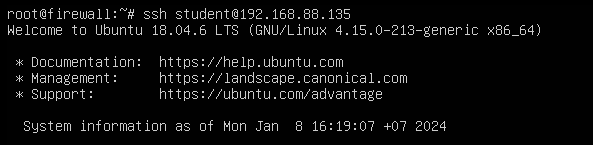 root@firewall:~# ssh student@192.168.88.135
Welcome to Ubuntu 18.04.6 LTS (GNU/Linux 4.15.0-213-generic x86_64)
* Documentation:  https://help.ubuntu.com
* Management:     https://landscape.canonical.com
* Support:        https://ubuntu.com/advantage
System information as of Mon Jan  8 16:19:07 +07 2024